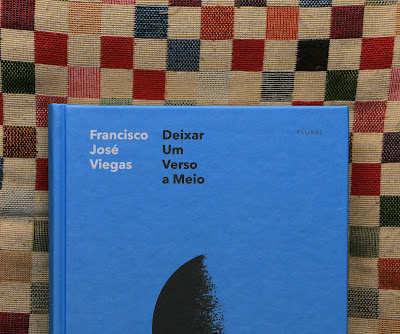 Francisco
José
Viegas
Deixar
Um
Verso
a Meio
PLURAL